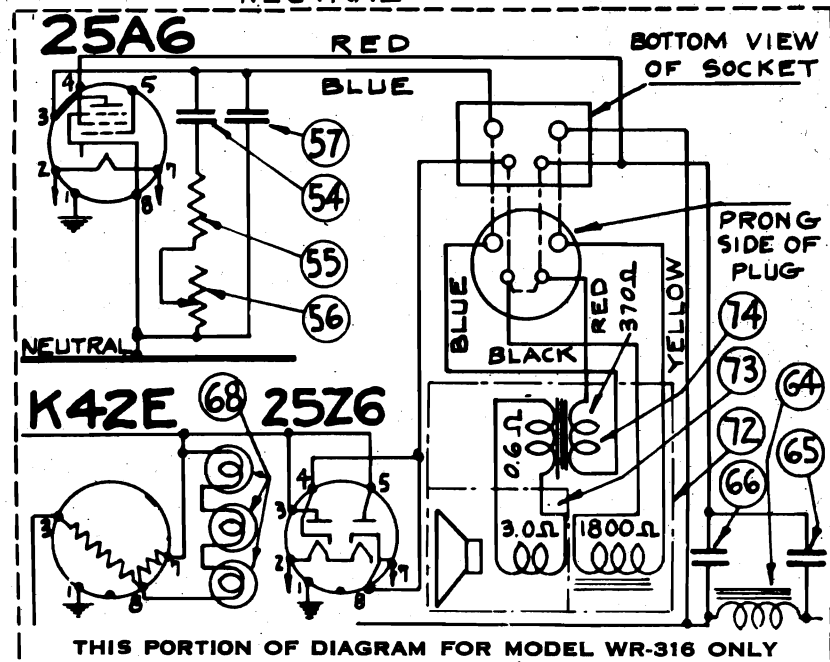 NEUTRAL
25A6
RED
BOTTOM VIEW
OF SOCKET
BLUE
4
5
3
57
2
7
54
1
8
PRONG
SIDE OF
PLUG
55
56
BLUE
RED
370Ω
YELLOW
74
NEUTRAL
BLACK
73
K42E
68
25Z6
64
0.6Ω
72
65
4
5
66
3
3
3.0Ω
1800Ω
7
2
7
8
1
8
THIS PORTION OF DIAGRAM FOR MODEL WR-316 ONLY